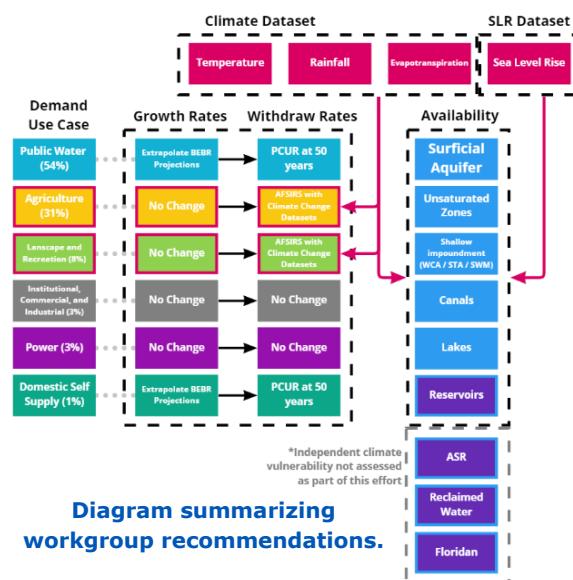 Climate Dataset
SLR Dataset
Temperature
Rainfall
Evapotranspiration
Sea Level Rise
Demand
Use Case
Growth Rates
Withdraw Rates
Availability
Public Water
(54%)
Extrapolate BEBR
Projections
PCUR at 50
years
Surficial
Aquifer
Agriculture
(31%)
No Change
AFSIRS with
Climate Change
Datasets
Unsaturated
Zones
Lanscape and
Recreation (8%)
No Change
AFSIRS with
Climate Change
Datasets
Shallow
impoundment
(WCA / STA / SWM)
Institutional,
Commercial, and
Industrial (3%)
No Change
No Change
Canals
Power (3%)
No Change
No Change
Lakes
Domestic Self
Supply (1%)
Extrapolate BEBR
Projections
PCUR at 50
years
Reservoirs
*Independent climate
vulnerability not assessed
as part of this effort
ASR
Reclaimed
Water
Floridan
Diagram summarizing
workgroup recommendations.